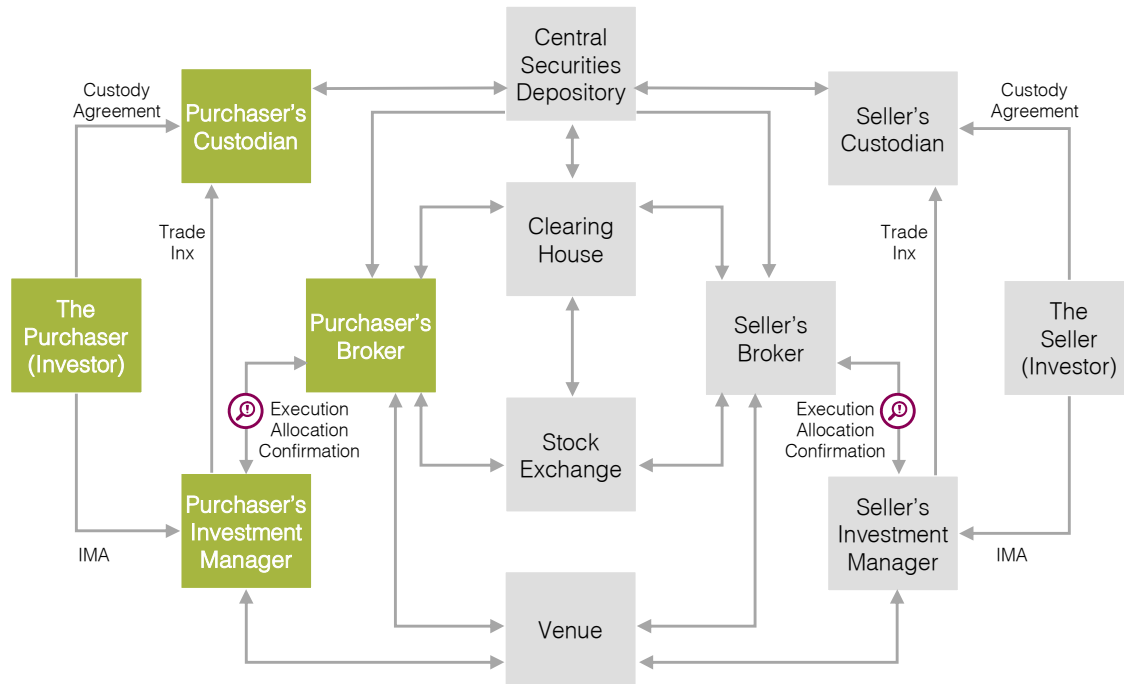 Central
Securities
Depository
Custody
Agreement
Purchaser's
Custodian
Seller's
Custodian
Custody
Agreement
Clearing
House
Trade
Inx
Trade
Inx
The
Purchaser
(Investor)
Purchaser's
Broker
Seller's
Broker
The
Seller
(Investor)
Execution
Allocation
Confirmation
Execution
Allocation
Confirmation
Stock
Exchange
Purchaser's
Investment
Manager
Seller's
Investment
Manager
IMA
IMA
Venue